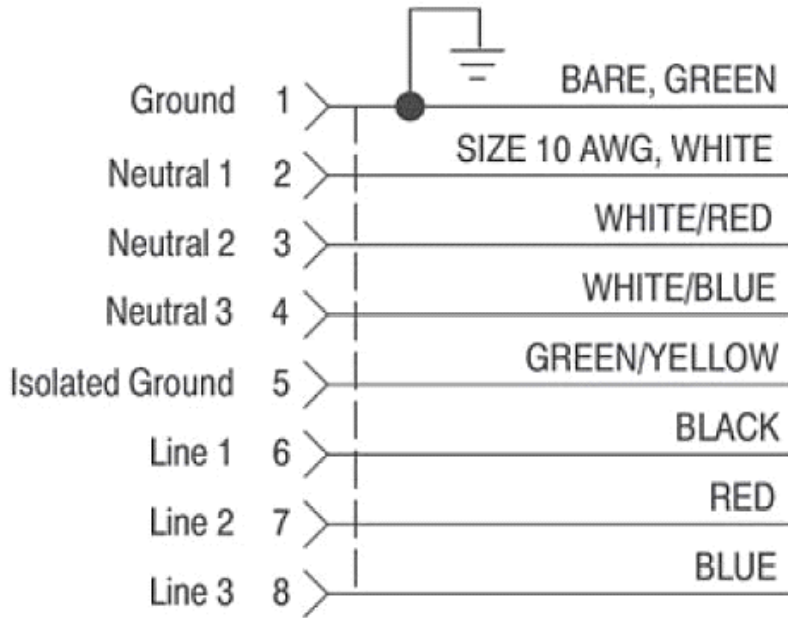 Ground 1 BARE, GREEN
Neutral 1 2 SIZE 10 AWG, WHITE
Neutral 2 3 WHITE/RED
Neutral 3 4 WHITE/BLUE
Isolated Ground 5 GREEN/YELLOW
Line 1 6 BLACK
Line 2 7 RED
Line 3 8 BLUE